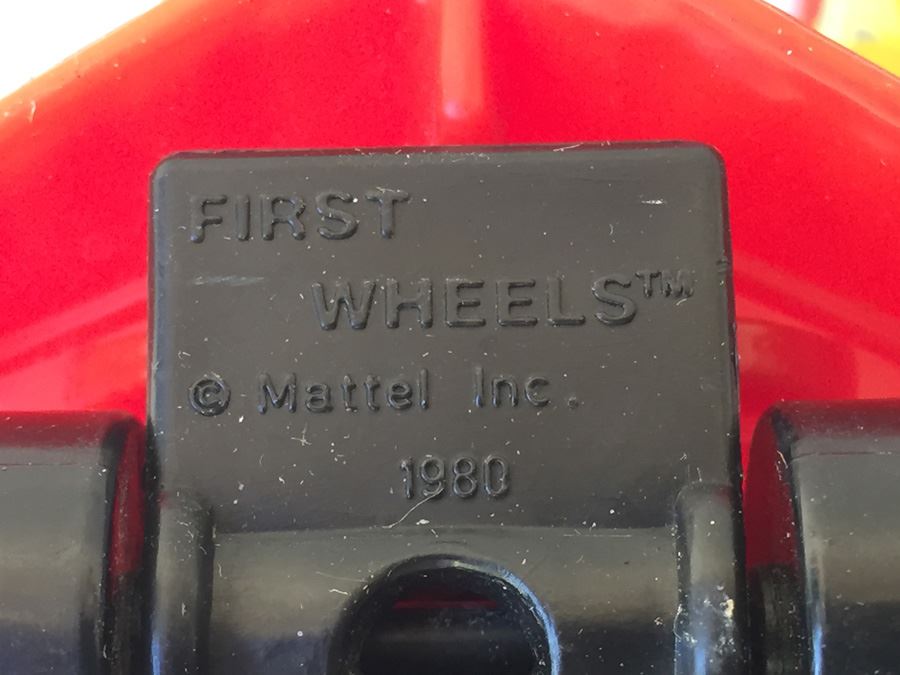 FIRST
WHEELS™
© Mattel Inc.
1980